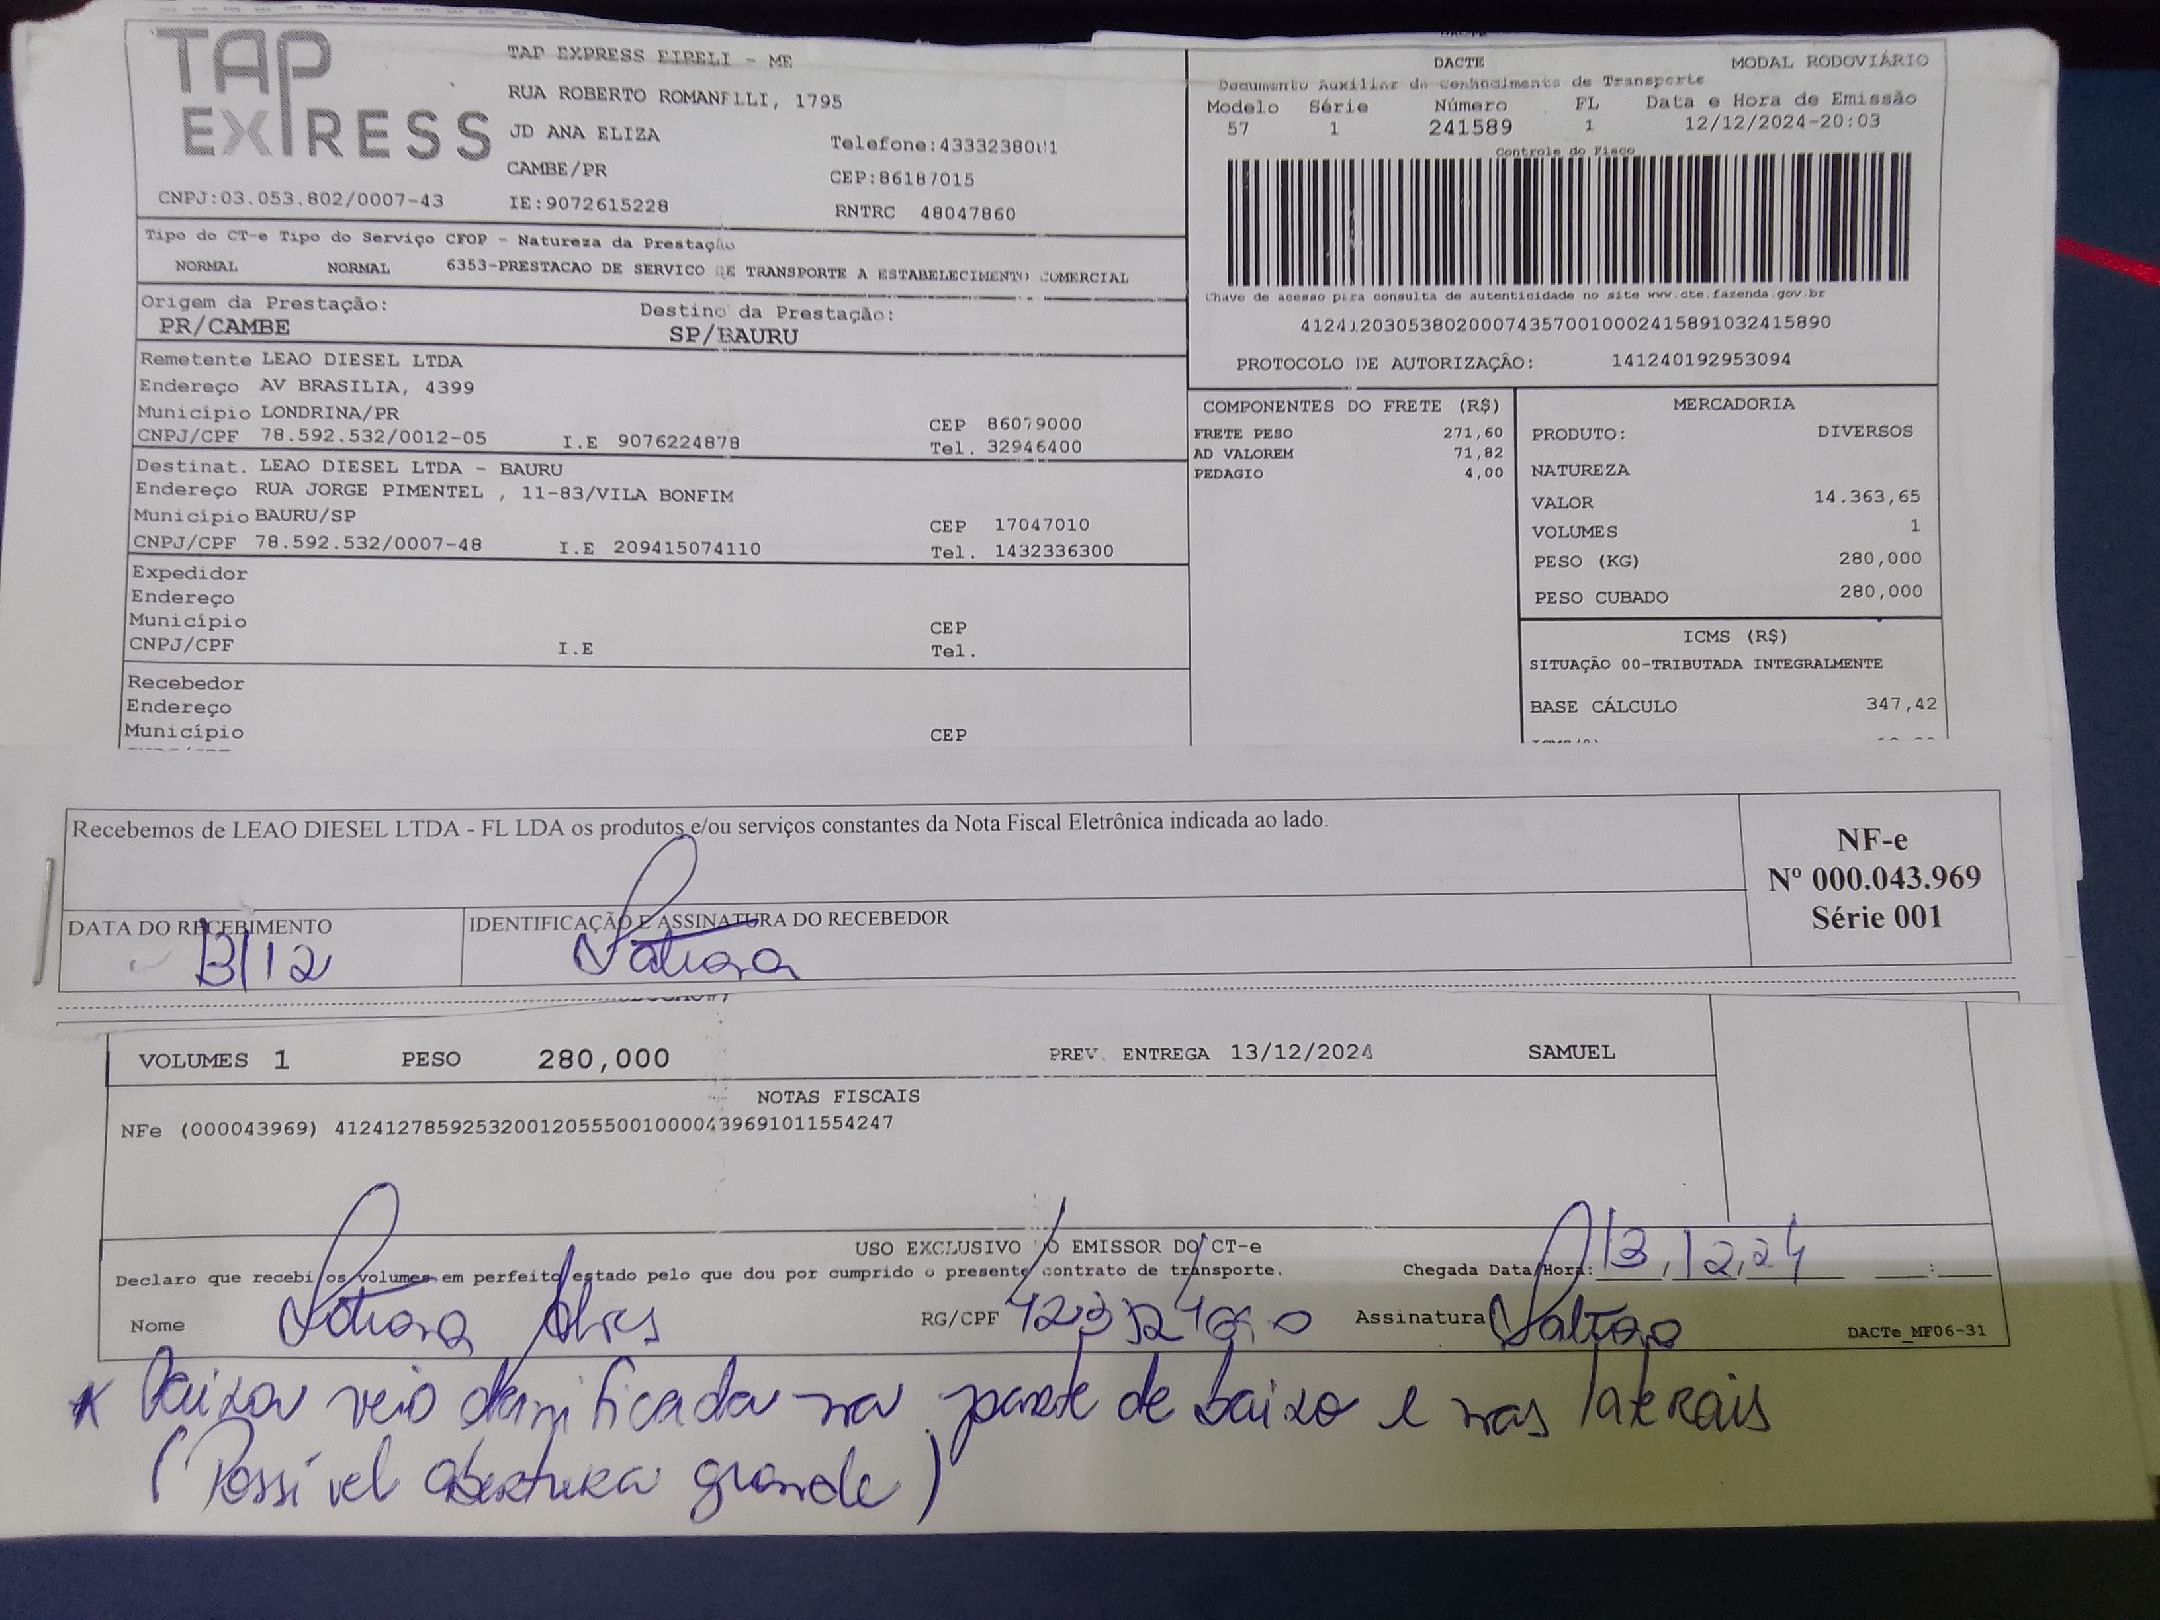 TAP EXPRESS
TAP EXPRESS EIRELI - ME
RUA ROBERTO ROMANELLI, 1795
JD ANA ELIZA
Telefone:4333238001
CAMBE/PR
CEP:86187015
CNPJ:03.053.802/0007-43
IE:9072615228
RNTRC 48047860
DACTE
MODAL RODOVIÁRIO
Documento Auxiliar do Conhecimento de Transporte
Modelo Série Número FL Data e Hora de Emissão
57 1 241589 1 12/12/2024-20:03
Controle do Fisco
Chave de acesso para consulta de autenticidade no site www.cte.fazenda.gov.br
41241203053802000743570010002415891032415890
PROTOCOLO DE AUTORIZAÇÃO: 141240192953094
Tipo do CT-e Tipo do Serviço CFOP - Natureza da Prestação
NORMAL NORMAL 6353-PRESTACAO DE SERVICO DE TRANSPORTE A ESTABELECIMENTO COMERCIAL
Origem da Prestação: Destino da Prestação:
PR/CAMBE SP/BAURU
Remetente LEAO DIESEL LTDA
Endereço AV BRASILIA, 4399
Município LONDRINA/PR CEP 86079000
CNPJ/CPF 78.592.532/0012-05 I.E 9076224878 Tel. 32946400
Destinat. LEAO DIESEL LTDA - BAURU
Endereço RUA JORGE PIMENTEL , 11-83/VILA BONFIM
Município BAURU/SP CEP 17047010
CNPJ/CPF 78.592.532/0007-48 I.E 209415074110 Tel. 1432336300
Expedidor
Endereço
Município CEP
CNPJ/CPF I.E Tel.
Recebedor
Endereço
Município CEP
COMPONENTES DO FRETE (R$)
FRETE PESO 271,60
AD VALOREM 71,82
PEDAGIO 4,00
MERCADORIA
PRODUTO: DIVERSOS
NATUREZA
VALOR 14.363,65
VOLUMES 1
PESO (KG) 280,000
PESO CUBADO 280,000
ICMS (R$)
SITUAÇÃO 00-TRIBUTADA INTEGRALMENTE
BASE CÁLCULO 347,42
Recebemos de LEAO DIESEL LTDA - FL LDA os produtos e/ou serviços constantes da Nota Fiscal Eletrônica indicada ao lado.
NF-e
Nº 000.043.969
Série 001
DATA DO RECEBIMENTO IDENTIFICAÇÃO E ASSINATURA DO RECEBEDOR
13/12
VOLUMES 1 PESO 280,000 PREV. ENTREGA 13/12/2024 SAMUEL
NOTAS FISCAIS
NFe (000043969) 41241278592532001205550010000439691011554247
USO EXCLUSIVO DO EMISSOR DO CT-e
Declaro que recebi os volumes em perfeito estado pelo que dou por cumprido o presente contrato de transporte. Chegada Data/Hora: 13,12,24 :
Nome RG/CPF Assinatura
DACTe_MF06-31
* Caixa veio danificada na parte de baixo e nas laterais
(Possível abertura grande)